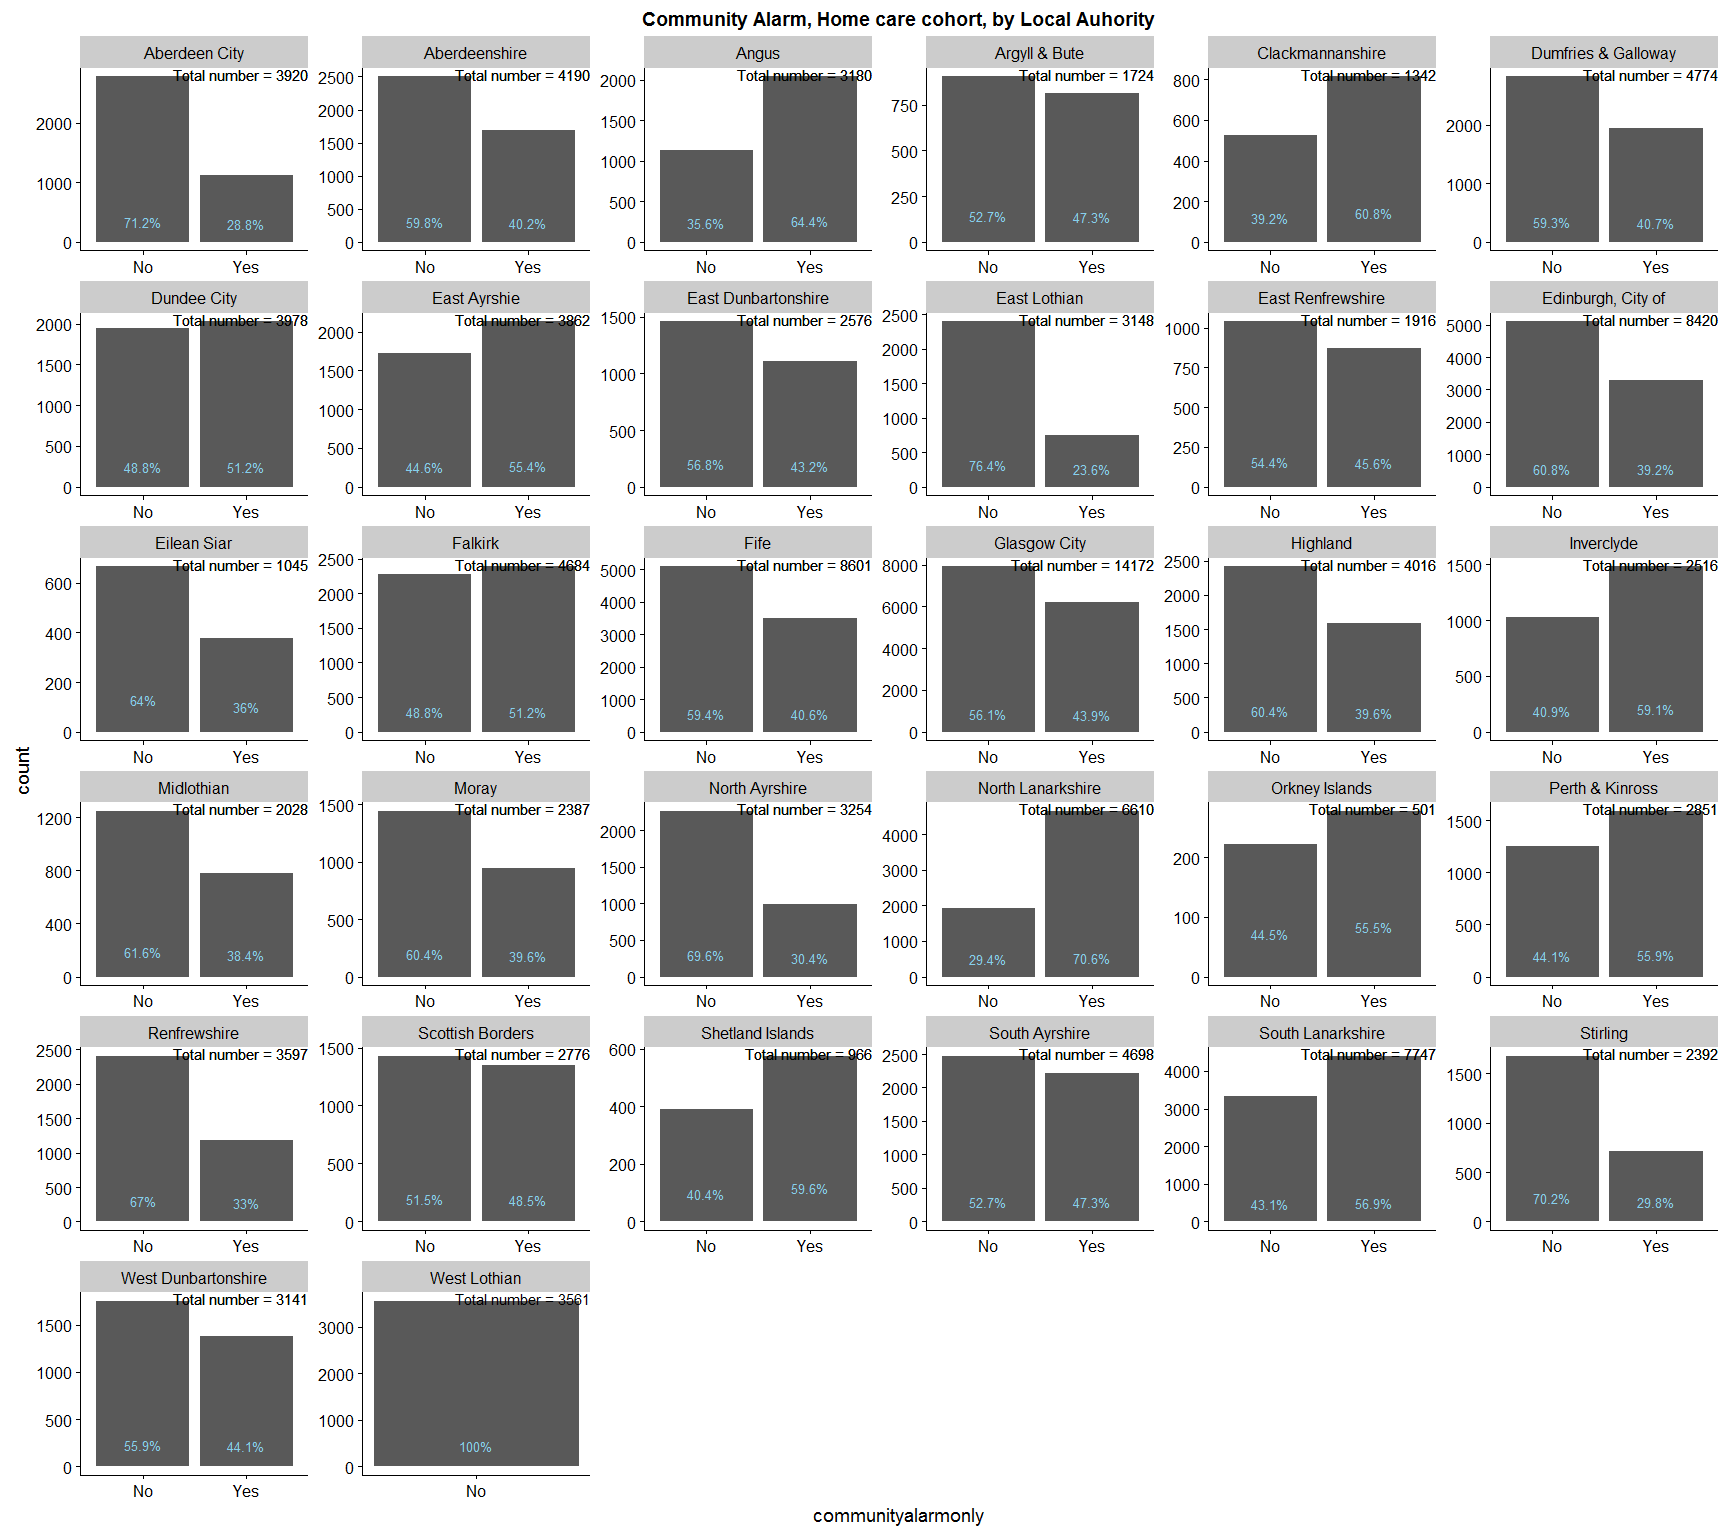 Community Alarm, Home care cohort, by Local Auhority
Aberdeen City
Total number = 3920
2000
1000
0
71.2%
28.8%
No
Yes
Aberdeenshire
Total number = 4190
2500
2000
1500
1000
500
0
59.8%
40.2%
No
Yes
Angus
Total number = 3180
2000
1500
1000
500
0
35.6%
64.4%
No
Yes
Argyll & Bute
Total number = 1724
750
500
250
0
52.7%
47.3%
No
Yes
Clackmannanshire
Total number = 1342
800
600
400
200
0
39.2%
60.8%
No
Yes
Dumfries & Galloway
Total number = 4774
2000
1000
0
59.3%
40.7%
No
Yes
Dundee City
Total number = 3978
2000
1500
1000
500
0
48.8%
51.2%
No
Yes
East Ayrshie
Total number = 3862
2000
1500
1000
500
0
44.6%
55.4%
No
Yes
East Dunbartonshire
Total number = 2576
1500
1000
500
0
56.8%
43.2%
No
Yes
East Lothian
Total number = 3148
2500
2000
1500
1000
500
0
76.4%
23.6%
No
Yes
East Renfrewshire
Total number = 1916
1000
750
500
250
0
54.4%
45.6%
No
Yes
Edinburgh, City of
Total number = 8420
5000
4000
3000
2000
1000
0
60.8%
39.2%
No
Yes
Eilean Siar
Total number = 1045
600
400
200
0
64%
36%
No
Yes
Falkirk
Total number = 4684
2500
2000
1500
1000
500
0
48.8%
51.2%
No
Yes
Fife
Total number = 8601
5000
4000
3000
2000
1000
0
59.4%
40.6%
No
Yes
Glasgow City
Total number = 14172
8000
6000
4000
2000
0
56.1%
43.9%
No
Yes
Highland
Total number = 4016
2500
2000
1500
1000
500
0
60.4%
39.6%
No
Yes
Inverclyde
Total number = 2516
1500
1000
500
0
40.9%
59.1%
No
Yes
count
Midlothian
Total number = 2028
1200
800
400
0
61.6%
38.4%
No
Yes
Moray
Total number = 2387
1500
1000
500
0
60.4%
39.6%
No
Yes
North Ayrshire
Total number = 3254
2000
1500
1000
500
0
69.6%
30.4%
No
Yes
North Lanarkshire
Total number = 6610
4000
3000
2000
1000
0
29.4%
70.6%
No
Yes
Orkney Islands
Total number = 501
200
100
0
44.5%
55.5%
No
Yes
Perth & Kinross
Total number = 2851
1500
1000
500
0
44.1%
55.9%
No
Yes
Renfrewshire
Total number = 3597
2500
2000
1500
1000
500
0
67%
33%
No
Yes
Scottish Borders
Total number = 2776
1500
1000
500
0
51.5%
48.5%
No
Yes
Shetland Islands
Total number = 966
600
400
200
0
40.4%
59.6%
No
Yes
South Ayrshire
Total number = 4698
2500
2000
1500
1000
500
0
52.7%
47.3%
No
Yes
South Lanarkshire
Total number = 7747
4000
3000
2000
1000
0
43.1%
56.9%
No
Yes
Stirling
Total number = 2392
1500
1000
500
0
70.2%
29.8%
No
Yes
West Dunbartonshire
Total number = 3141
1500
1000
500
0
55.9%
44.1%
No
Yes
West Lothian
Total number = 3561
3000
2000
1000
0
100%
No
communityalarmonly